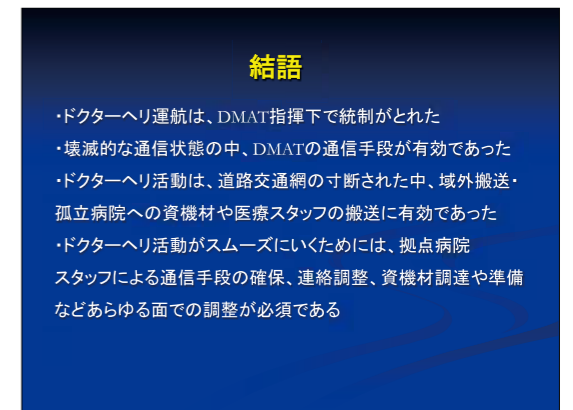 結語
・ドクターヘリ運航は、DMAT指揮下で統制がとれた
・壊滅的な通信状態の中、DMATの通信手段が有効であった
・ドクターヘリ活動は、道路交通網の寸断された中、域外搬送・
孤立病院への資機材や医療スタッフの搬送に有効であった
・ドクターヘリ活動がスムーズにいくためには、拠点病院
スタッフによる通信手段の確保、連絡調整、資機材調達や準備
などあらゆる面での調整が必須である